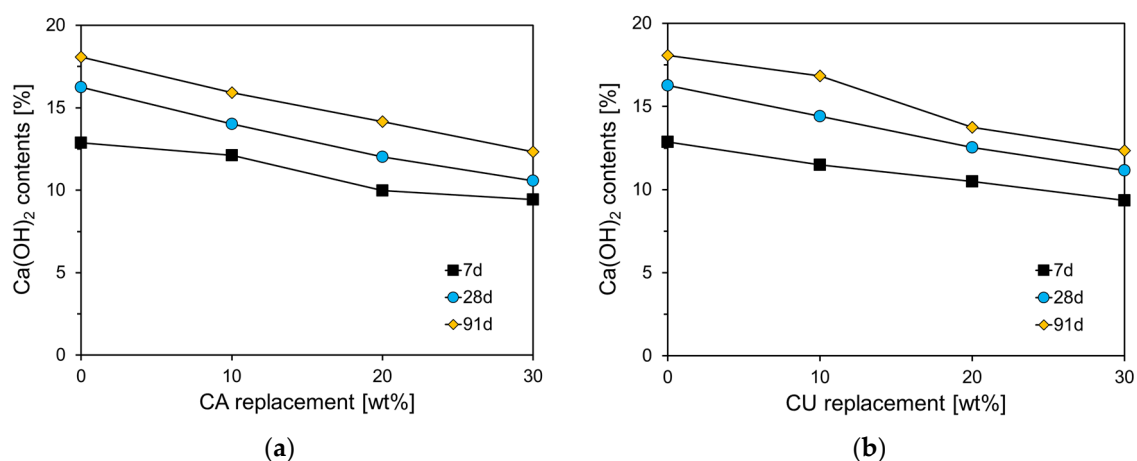 20
15
10
5
0
Ca(OH)₂ contents [%]
7d
28d
91d
0 10 20 30
CA replacement [wt%]
(a)
20
15
10
5
0
Ca(OH)₂ contents [%]
7d
28d
91d
0 10 20 30
CU replacement [wt%]
(b)